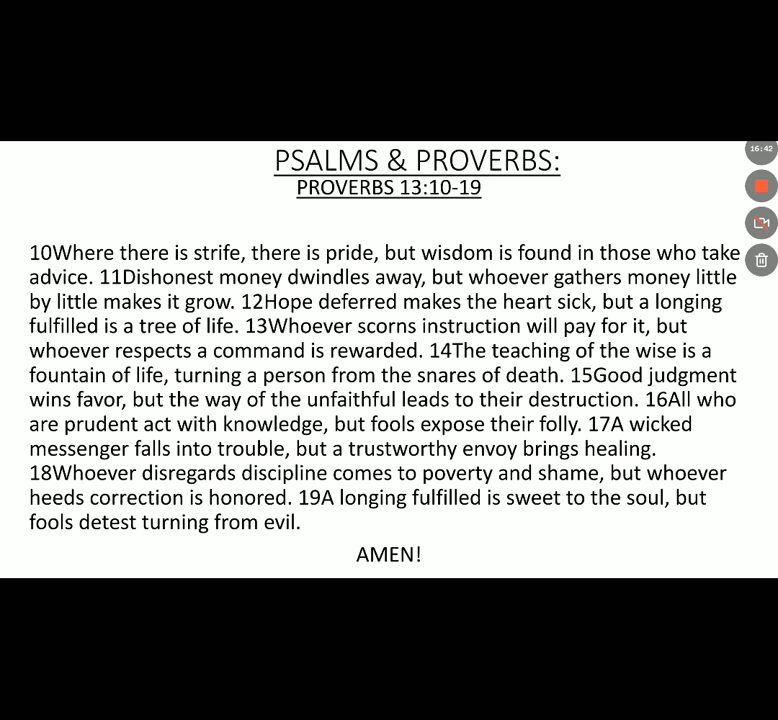 PSALMS & PROVERBS:
PROVERBS 13:10-19
16:42
10Where there is strife, there is pride, but wisdom is found in those who take
advice. 11Dishonest money dwindles away, but whoever gathers money little
by little makes it grow. 12Hope deferred makes the heart sick, but a longing
fulfilled is a tree of life. 13Whoever scorns instruction will pay for it, but
whoever respects a command is rewarded. 14The teaching of the wise is a
fountain of life, turning a person from the snares of death. 15Good judgment
wins favor, but the way of the unfaithful leads to their destruction. 16All who
are prudent act with knowledge, but fools expose their folly. 17A wicked
messenger falls into trouble, but a trustworthy envoy brings healing.
18Whoever disregards discipline comes to poverty and shame, but whoever
heeds correction is honored. 19A longing fulfilled is sweet to the soul, but
fools detest turning from evil.
AMEN!